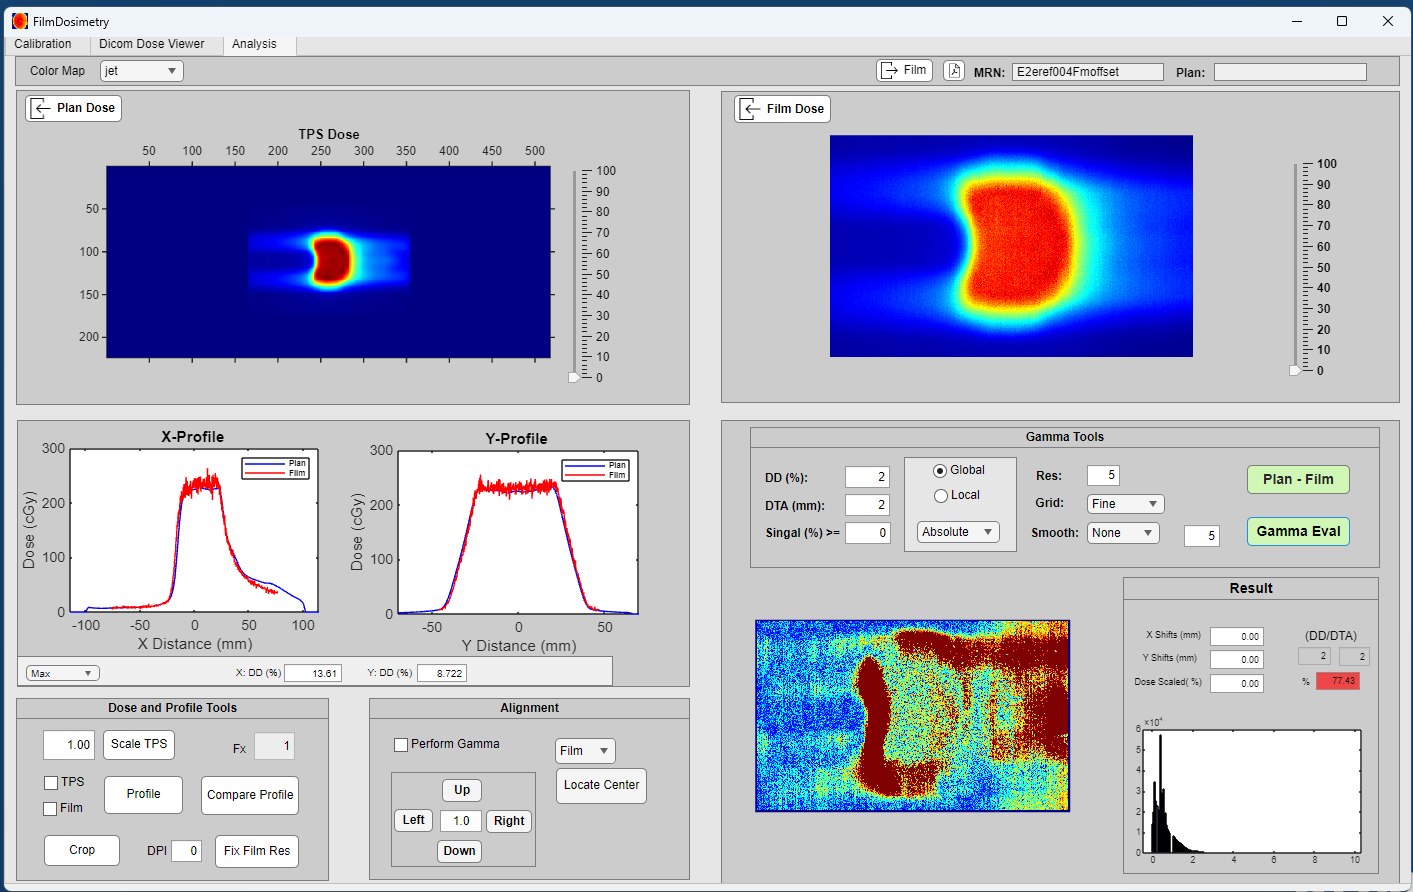 FilmDosimetry
Calibration Dicom Dose Viewer Analysis
Color Map jet Film MRN: E2eref004Fmoffset Plan:
Plan Dose
TPS Dose
50 100 150 200 250 300 350 400 450 500
50
100
150
200
100
90
80
70
60
50
40
30
20
10
0
Film Dose
100
90
80
70
60
50
40
30
20
10
0
X-Profile
300
200
100
0
Dose (cGy)
Plan
Film
-100 -50 0 50 100
X Distance (mm)
Y-Profile
300
200
100
0
Dose (cGy)
Plan
Film
-50 0 50
Y Distance (mm)
Max X: DD (%) 13.61 Y: DD (%) 8.722
Dose and Profile Tools
1.00 Scale TPS Fx 1
TPS
Film
Profile Compare Profile
Crop DPI 0 Fix Film Res
Alignment
Perform Gamma Film
Locate Center
Up
Left 1.0 Right
Down
Gamma Tools
DD (%): 2 Global Res: 5 Plan - Film
DTA (mm): 2 Local Grid: Fine
Singal (%) >= 0 Absolute Smooth: None 5 Gamma Eval
Result
X Shifts (mm) 0.00 (DD/DTA)
Y Shifts (mm) 0.00 2 2
Dose Scaled( %) 0.00 % 77.43
×10⁴
6
5
4
3
2
1
0
0 2 4 6 8 10